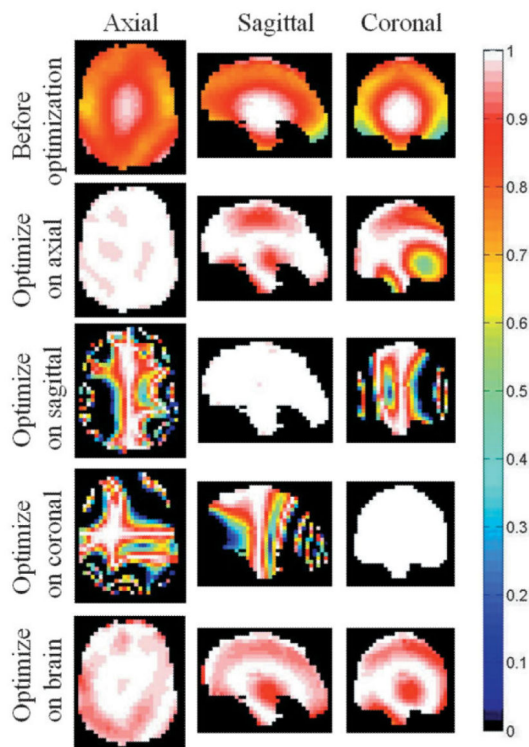 Axial Sagittal Coronal
Before
optimization
Optimize
on axial
Optimize
on sagittal
Optimize
on coronal
Optimize
on brain
1
0.9
0.8
0.7
0.6
0.5
0.4
0.3
0.2
0.1
0